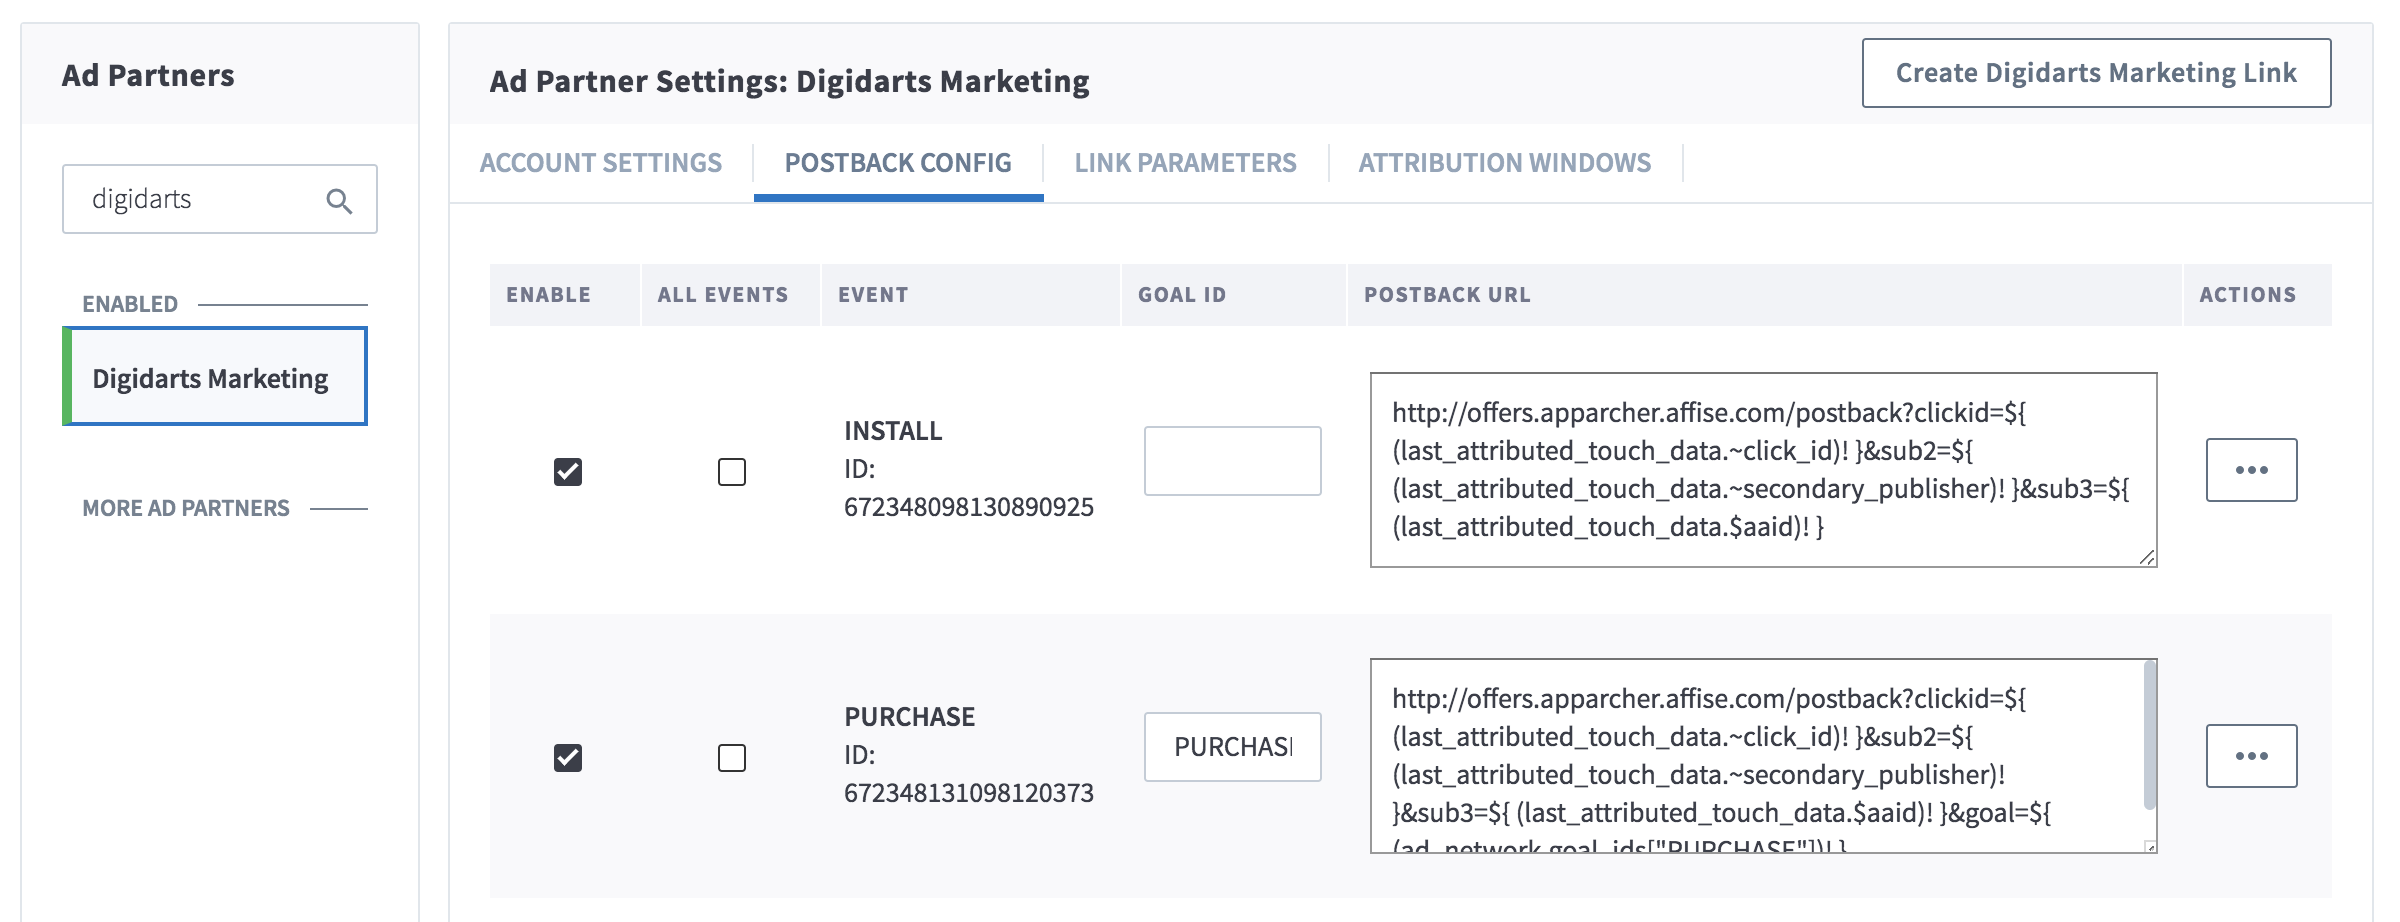 Ad Partners
digidarts
ENABLED
Digidarts Marketing
MORE AD PARTNERS
Ad Partner Settings: Digidarts Marketing
Create Digidarts Marketing Link
ACCOUNT SETTINGS
POSTBACK CONFIG
LINK PARAMETERS
ATTRIBUTION WINDOWS
ENABLE
ALL EVENTS
EVENT
GOAL ID
POSTBACK URL
ACTIONS
INSTALL
ID:
672348098130890925
http://offers.apparcher.affise.com/postback?clickid=${
(last_attributed_touch_data.~click_id)! }&sub2=${
(last_attributed_touch_data.~secondary_publisher)! }&sub3=${
(last_attributed_touch_data.$aaid)! }
PURCHASE
ID:
672348131098120373
PURCHASI
http://offers.apparcher.affise.com/postback?clickid=${
(last_attributed_touch_data.~click_id)! }&sub2=${
(last_attributed_touch_data.~secondary_publisher)!
}&sub3=${ (last_attributed_touch_data.$aaid)! }&goal=${
(ad_network.goal_ids["PURCHASE"])! }